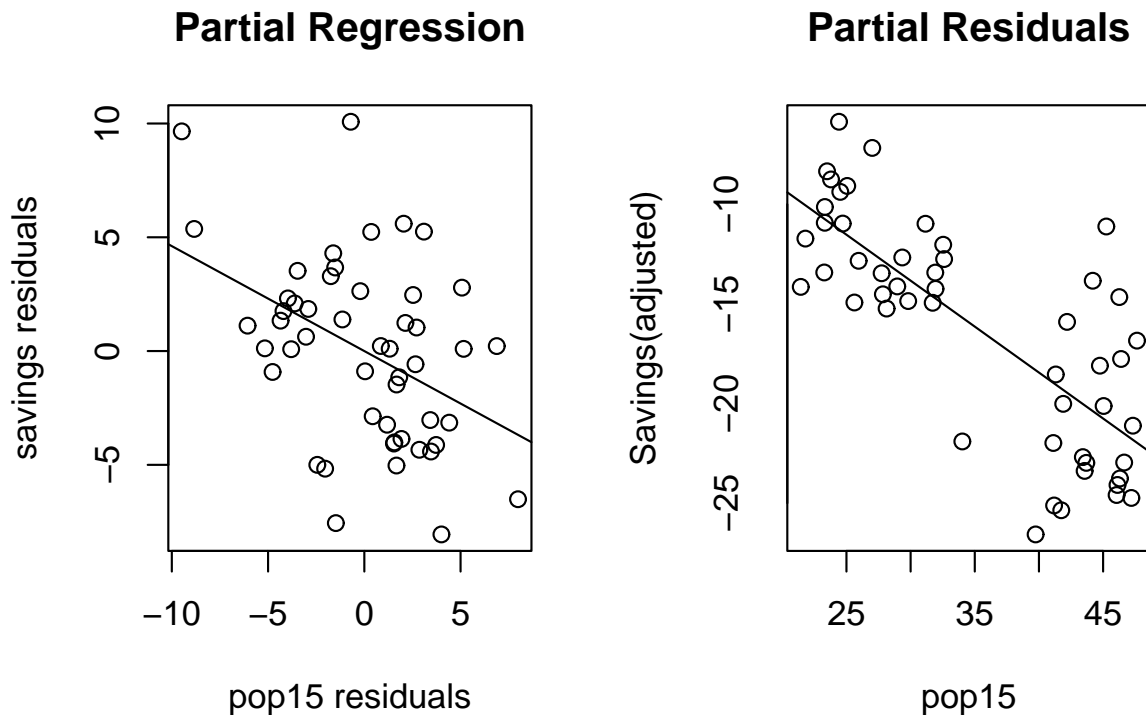 Partial Regression
savings residuals
10
5
0
−5
−10
−5
0
5
pop15 residuals
Partial Residuals
Savings(adjusted)
−10
−15
−20
−25
25
35
45
pop15